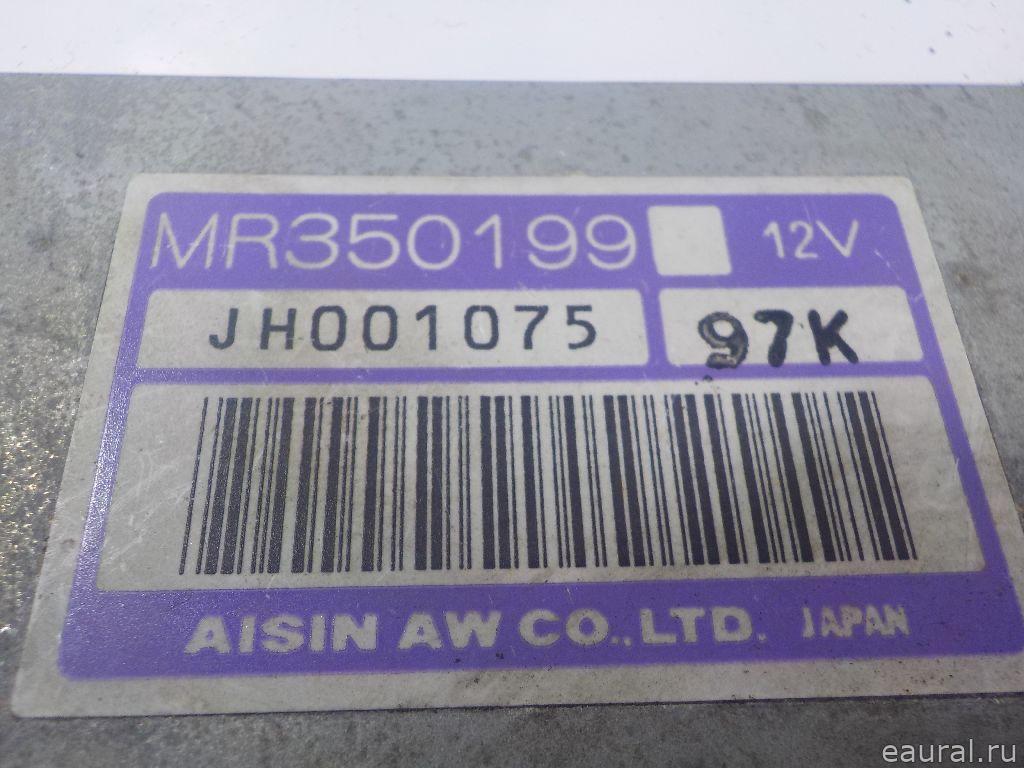 MR350199 12V
JH001075 97K
AISIN AW CO.,LTD. JAPAN
eaural.ru